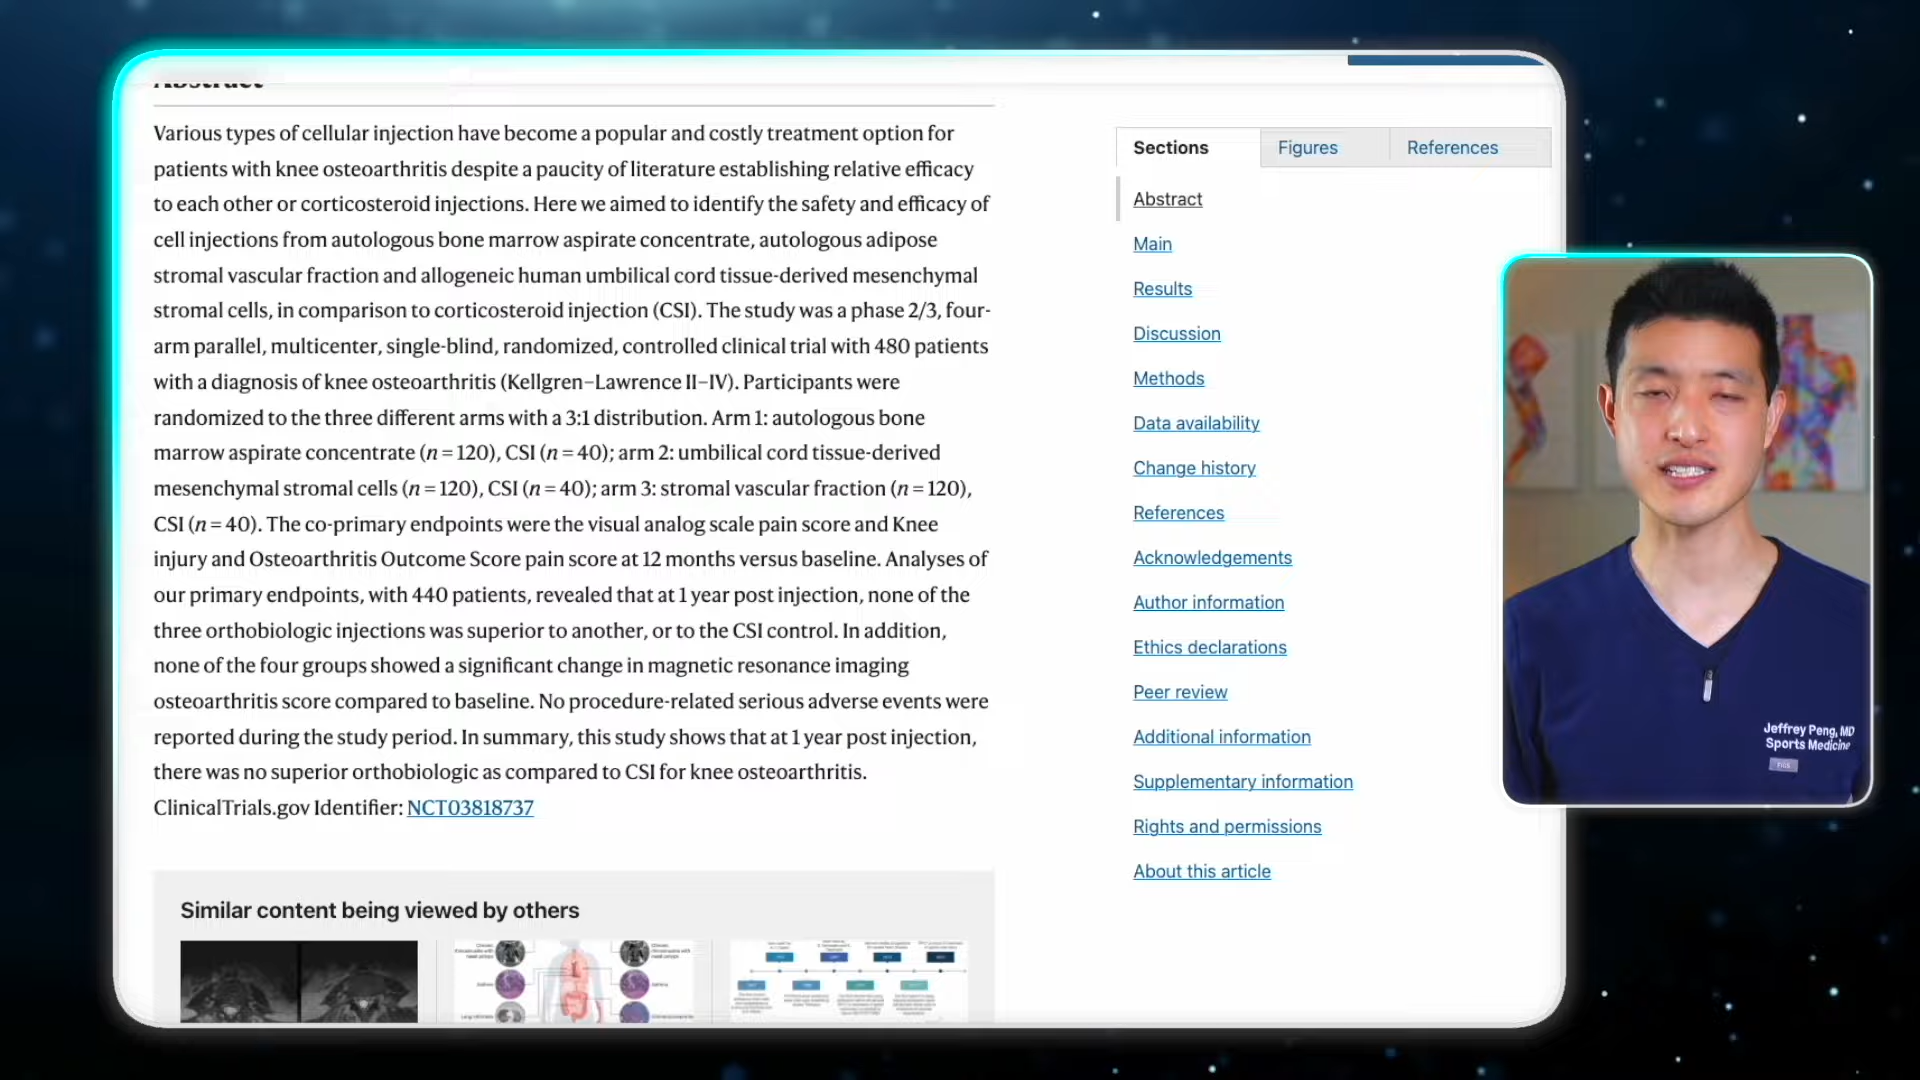 Abstract
Various types of cellular injection have become a popular and costly treatment option for
patients with knee osteoarthritis despite a paucity of literature establishing relative efficacy
to each other or corticosteroid injections. Here we aimed to identify the safety and efficacy of
cell injections from autologous bone marrow aspirate concentrate, autologous adipose
stromal vascular fraction and allogeneic human umbilical cord tissue-derived mesenchymal
stromal cells, in comparison to corticosteroid injection (CSI). The study was a phase 2/3, four-
arm parallel, multicenter, single-blind, randomized, controlled clinical trial with 480 patients
with a diagnosis of knee osteoarthritis (Kellgren–Lawrence II–IV). Participants were
randomized to the three different arms with a 3:1 distribution. Arm 1: autologous bone
marrow aspirate concentrate (n = 120), CSI (n = 40); arm 2: umbilical cord tissue-derived
mesenchymal stromal cells (n = 120), CSI (n = 40); arm 3: stromal vascular fraction (n = 120),
CSI (n = 40). The co-primary endpoints were the visual analog scale pain score and Knee
injury and Osteoarthritis Outcome Score pain score at 12 months versus baseline. Analyses of
our primary endpoints, with 440 patients, revealed that at 1 year post injection, none of the
three orthobiologic injections was superior to another, or to the CSI control. In addition,
none of the four groups showed a significant change in magnetic resonance imaging
osteoarthritis score compared to baseline. No procedure-related serious adverse events were
reported during the study period. In summary, this study shows that at 1 year post injection,
there was no superior orthobiologic as compared to CSI for knee osteoarthritis.
ClinicalTrials.gov Identifier: NCT03818737
Similar content being viewed by others
Sections
Figures
References
Abstract
Main
Results
Discussion
Methods
Data availability
Change history
References
Acknowledgements
Author information
Ethics declarations
Peer review
Additional information
Supplementary information
Rights and permissions
About this article
Jeffrey Peng, MD
Sports Medicine